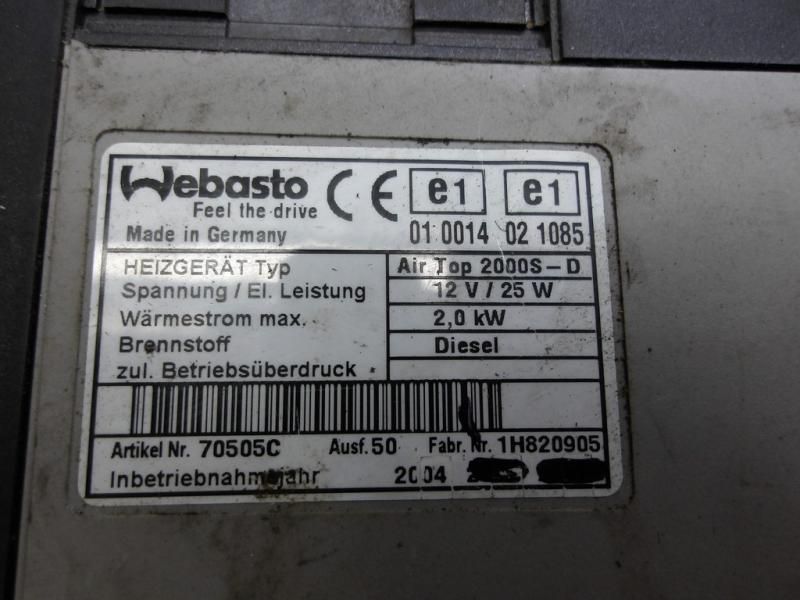 Webasto
Feel the drive
CE e1 e1
Made in Germany 01 0014 02 1085
HEIZGERÄT Typ Air Top 2000S-D
Spannung / El. Leistung 12 V / 25 W
Wärmestrom max. 2,0 kW
Brennstoff Diesel
zul. Betriebsüberdruck
Artikel Nr. 70505C Ausf. 50 Fabr. Nr. 1H820905
Inbetriebnahmejahr 2004